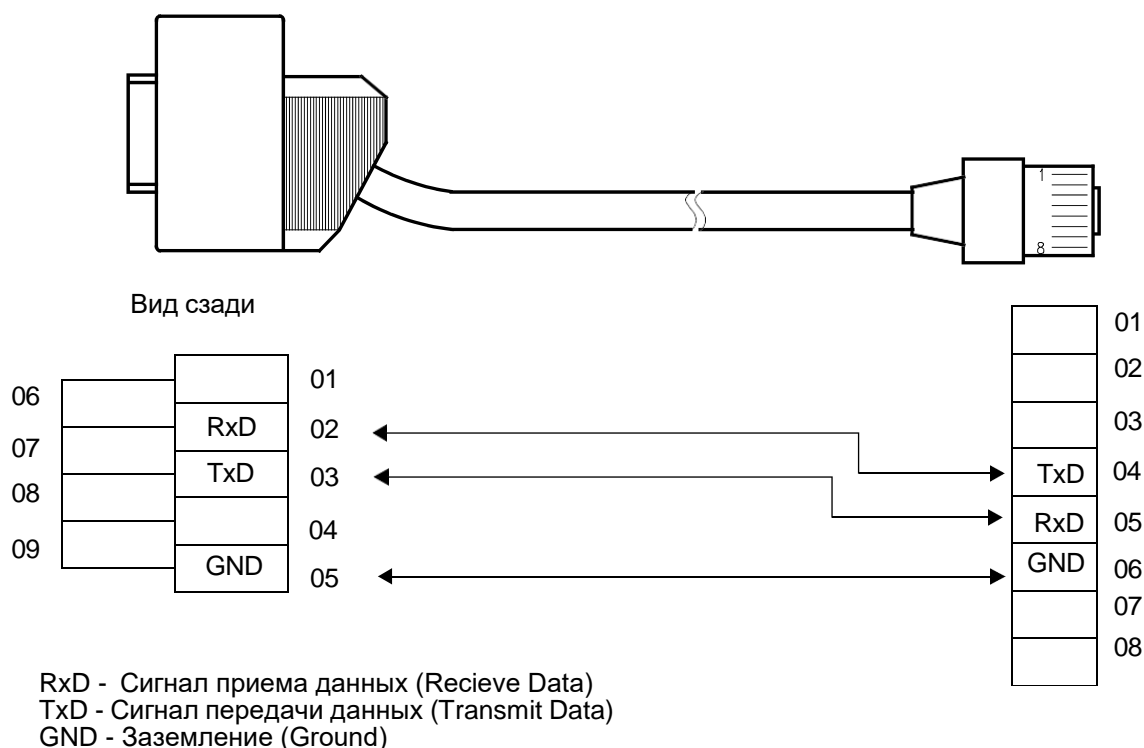 1
8
Вид сзади
01
02
06
01
03
RxD
02
07
TxD
03
TxD
04
08
04
RxD
05
09
GND
05
GND
06
07
08
RxD - Сигнал приема данных (Recieve Data)
TxD - Сигнал передачи данных (Transmit Data)
GND - Заземление (Ground)